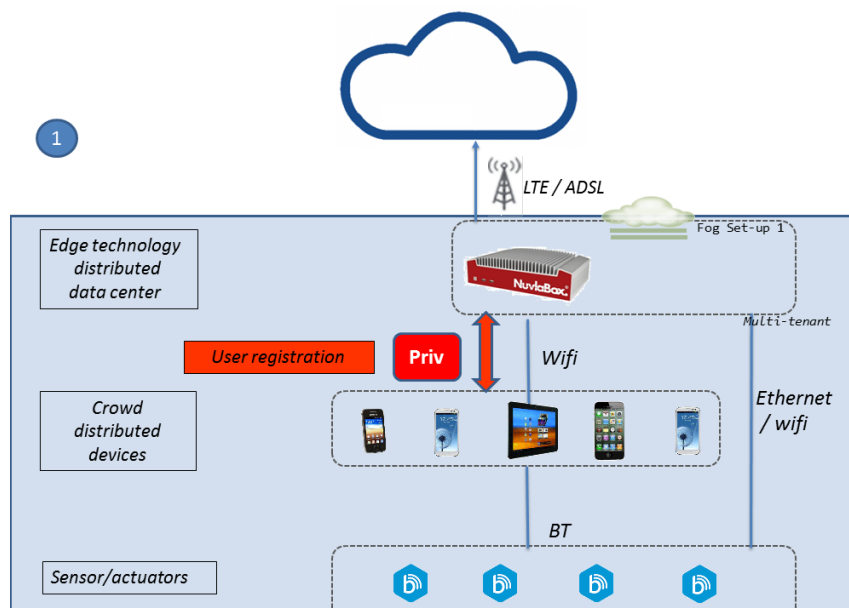 1
LTE / ADSL
Fog Set-up 1
Edge technology
distributed
data center
NuvlaBox
Multi-tenant
User registration
Priv
Wifi
Crowd
distributed
devices
Ethernet
/ wifi
BT
Sensor/actuators